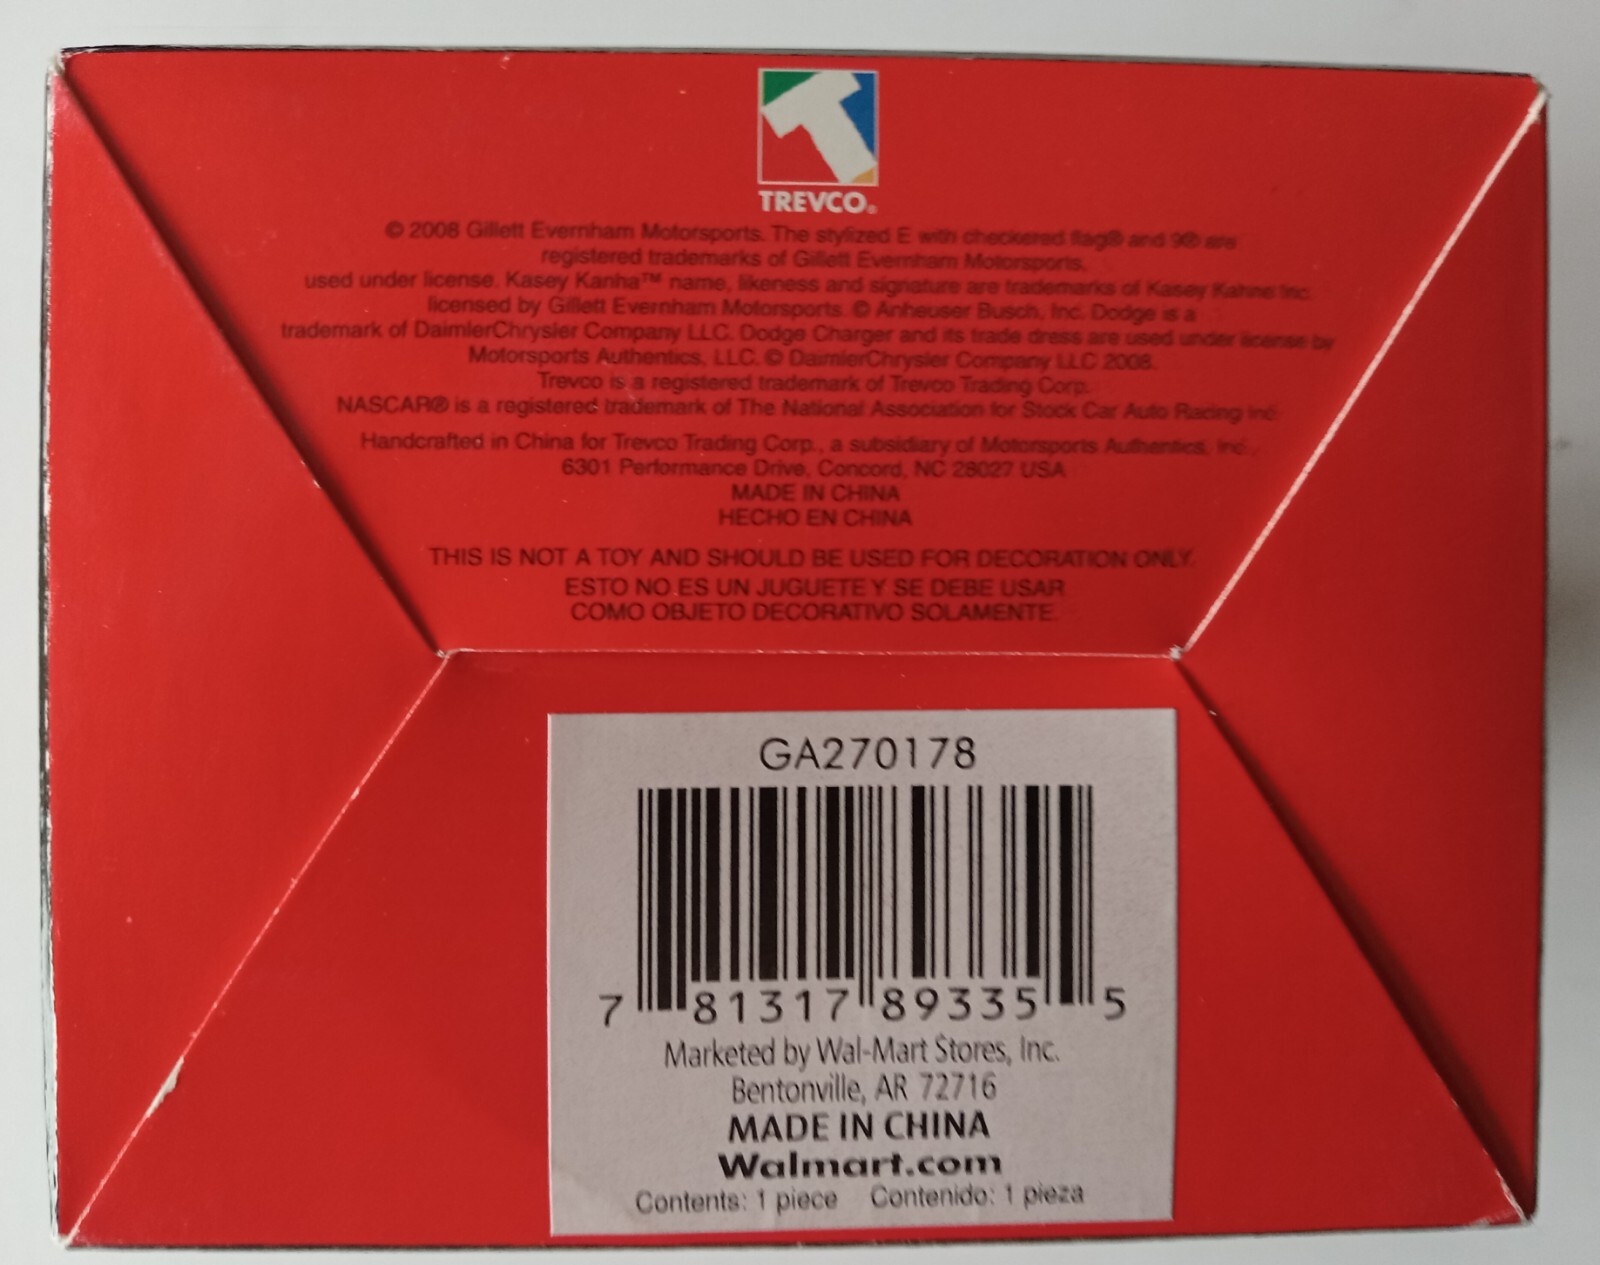 T
TREVCO®
© 2008 Gillett Evernham Motorsports. The stylized E with checkered flag® and 9® are
registered trademarks of Gillett Evernham Motorsports,
used under license. Kasey Kanha™ name, likeness and signature are trademarks of Kasey Kahne Inc.
licensed by Gillett Evernham Motorsports. © Anheuser Busch, Inc. Dodge is a
trademark of DaimlerChrysler Company LLC. Dodge Charger and its trade dress are used under license by
Motorsports Authentics, LLC. © DaimlerChrysler Company LLC 2008.
Trevco is a registered trademark of Trevco Trading Corp.
NASCAR® is a registered trademark of The National Association for Stock Car Auto Racing Inc.
Handcrafted in China for Trevco Trading Corp., a subsidiary of Motorsports Authentics, Inc.,
6301 Performance Drive, Concord, NC 28027 USA
MADE IN CHINA
HECHO EN CHINA
THIS IS NOT A TOY AND SHOULD BE USED FOR DECORATION ONLY.
ESTO NO ES UN JUGUETE Y SE DEBE USAR
COMO OBJETO DECORATIVO SOLAMENTE.
GA270178
7 81317 89335 5
Marketed by Wal-Mart Stores, Inc.
Bentonville, AR 72716
MADE IN CHINA
Walmart.com
Contents: 1 piece Contenido: 1 pieza